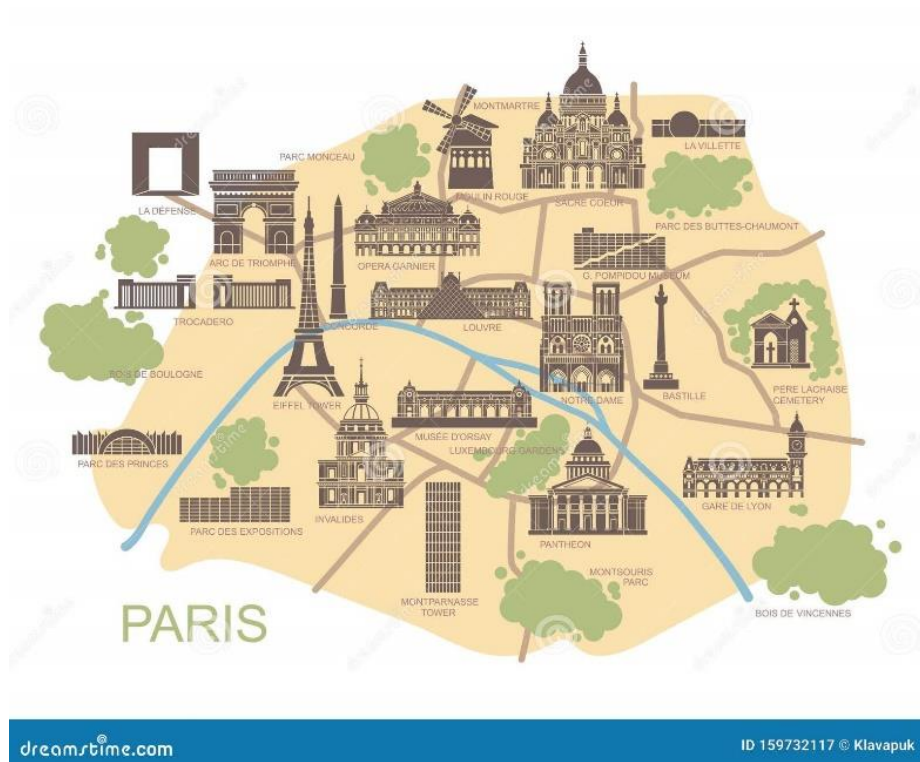 MONTMARTRE
LA VILLETTE
PARC MONCEAU
MOULIN ROUGE
SACRE COEUR
LA DÉFENSE
PARC DES BUTTES-CHAUMONT
ARC DE TRIOMPHE
OPERA GARNIER
G. POMPIDOU MUSEUM
TROCADERO
CONCORDE
LOUVRE
BOIS DE BOULOGNE
EIFFEL TOWER
NOTRE DAME
BASTILLE
PÈRE LACHAISE
CEMETERY
MUSÉE D'ORSAY
LUXEMBOURG GARDENS
PARC DES PRINCES
GARE DE LYON
INVALIDES
PARC DES EXPOSITIONS
PANTHEON
MONTSOURIS
PARC
MONTPARNASSE
TOWER
BOIS DE VINCENNES
PARIS
dreamstime.com
ID 159732117 © Klavapuk